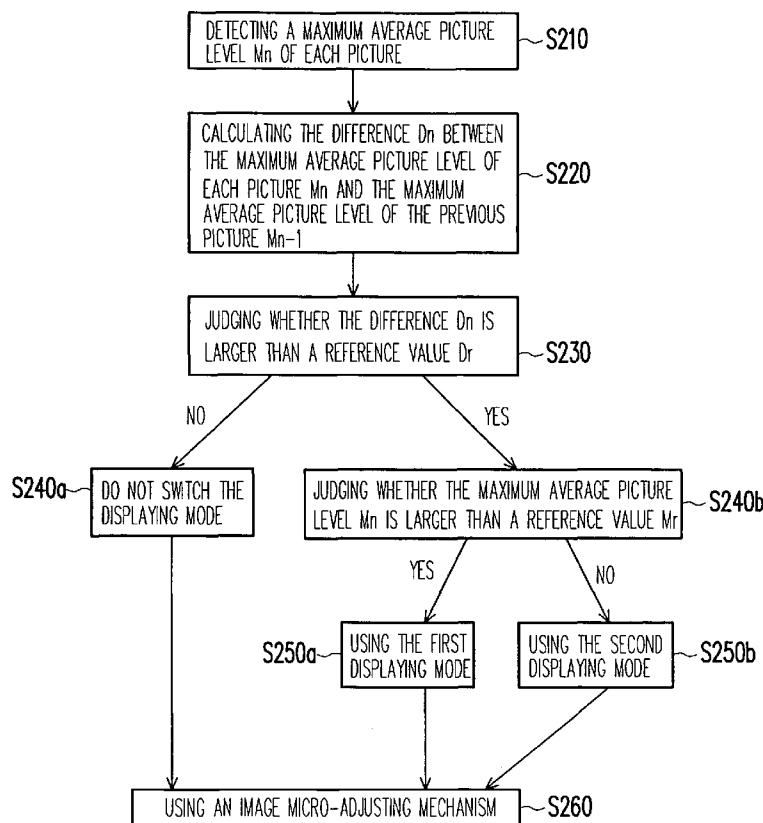 DETECTING A MAXIMUM AVERAGE PICTURE
LEVEL Mn OF EACH PICTURE
S210
CALCULATING THE DIFFERENCE Dn BETWEEN
THE MAXIMUM AVERAGE PICTURE LEVEL OF
EACH PICTURE Mn AND THE MAXIMUM
AVERAGE PICTURE LEVEL OF THE PREVIOUS
PICTURE Mn-1
S220
JUDGING WHETHER THE DIFFERENCE Dn IS
LARGER THAN A REFERENCE VALUE Dr
S230
NO
YES
S240a
DO NOT SWITCH THE
DISPLAYING MODE
JUDGING WHETHER THE MAXIMUM AVERAGE PICTURE
LEVEL Mn IS LARGER THAN A REFERENCE VALUE Mr
S240b
YES
NO
S250a
USING THE FIRST
DISPLAYING MODE
USING THE SECOND
DISPLAYING MODE
S250b
USING AN IMAGE MICRO-ADJUSTING MECHANISM
S260